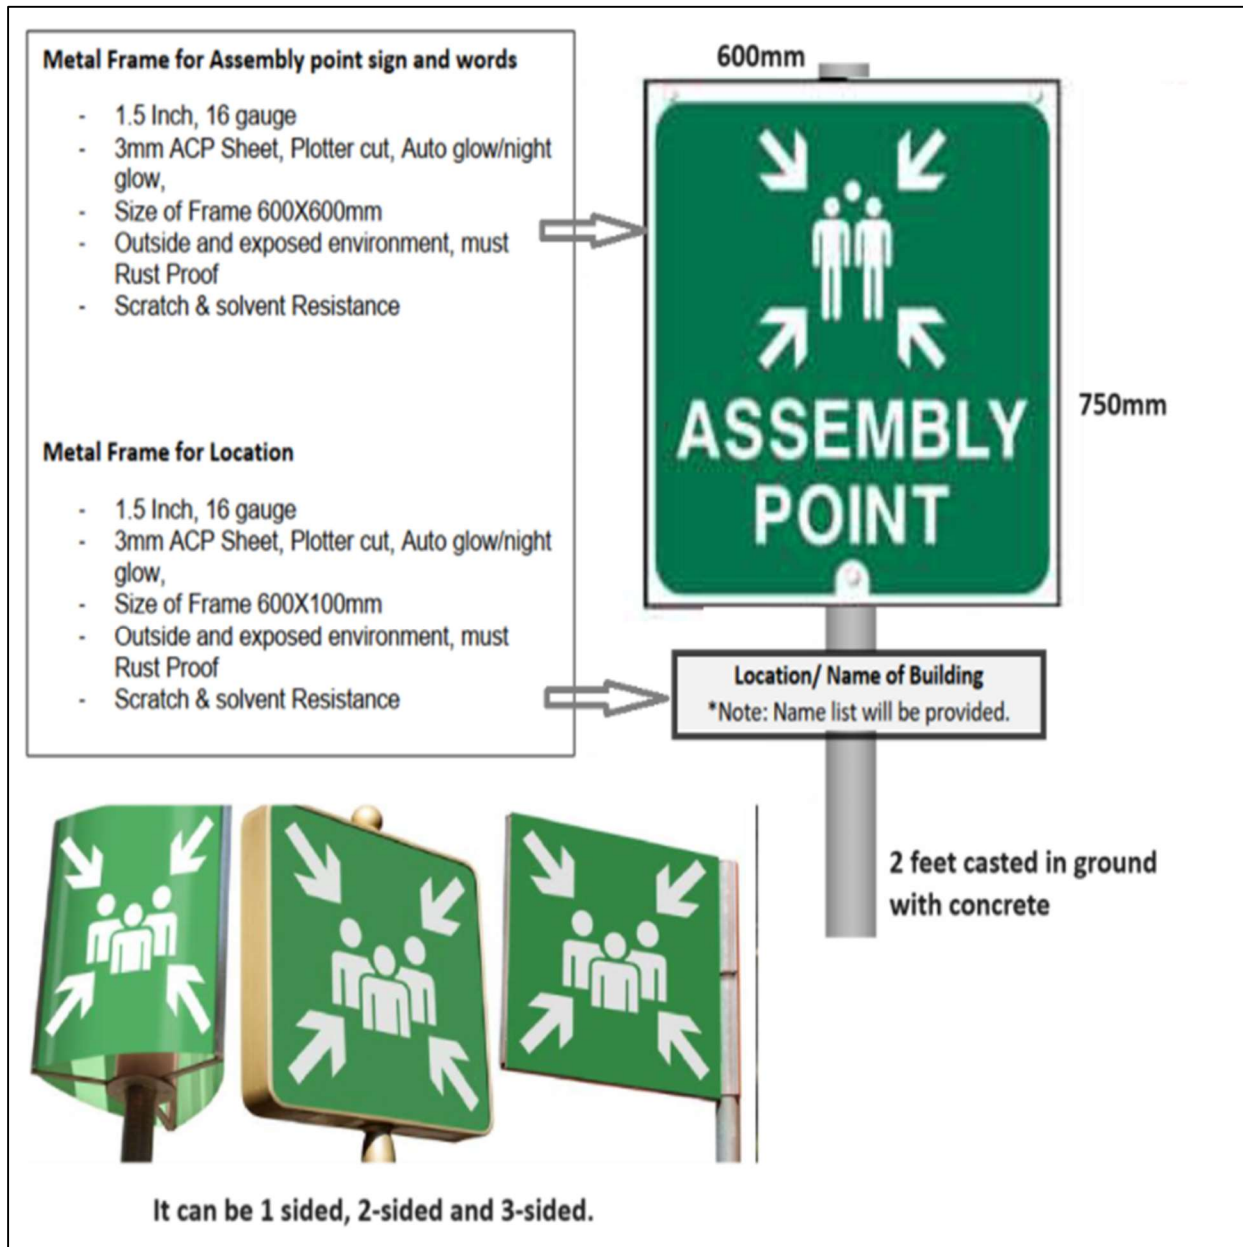 Metal Frame for Assembly point sign and words
- 1.5 Inch, 16 gauge
- 3mm ACP Sheet, Plotter cut, Auto glow/night
glow,
- Size of Frame 600X600mm
- Outside and exposed environment, must
Rust Proof
- Scratch & solvent Resistance
Metal Frame for Location
- 1.5 Inch, 16 gauge
- 3mm ACP Sheet, Plotter cut, Auto glow/night
glow,
- Size of Frame 600X100mm
- Outside and exposed environment, must
Rust Proof
- Scratch & solvent Resistance
600mm
ASSEMBLY
POINT
750mm
Location/ Name of Building
*Note: Name list will be provided.
2 feet casted in ground
with concrete
It can be 1 sided, 2-sided and 3-sided.